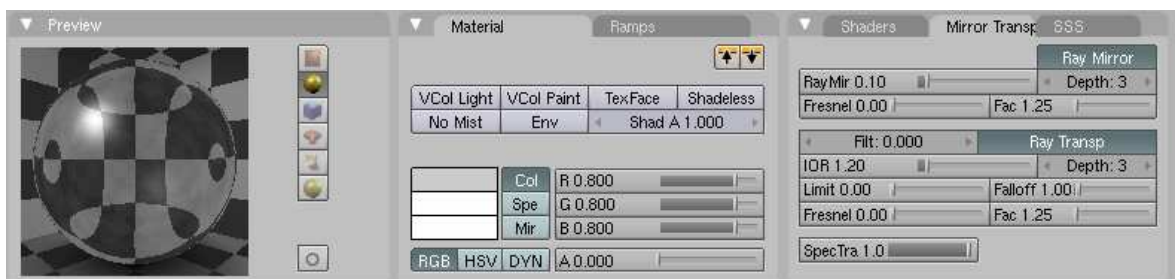 Preview
Material
Ramps
VCol Light VCol Paint TexFace Shadeless
No Mist Env Shad A 1.000
Col R 0.800
Spe G 0.800
Mir B 0.800
RGB HSV DYN A 0.000
Shaders Mirror Transp SSS
Ray Mirror
RayMir 0.10 Depth: 3
Fresnel 0.00 Fac 1.25
Filt: 0.000 Ray Transp
IOR 1.20 Depth: 3
Limit 0.00 Falloff 1.00
Fresnel 0.00 Fac 1.25
SpecTra 1.0